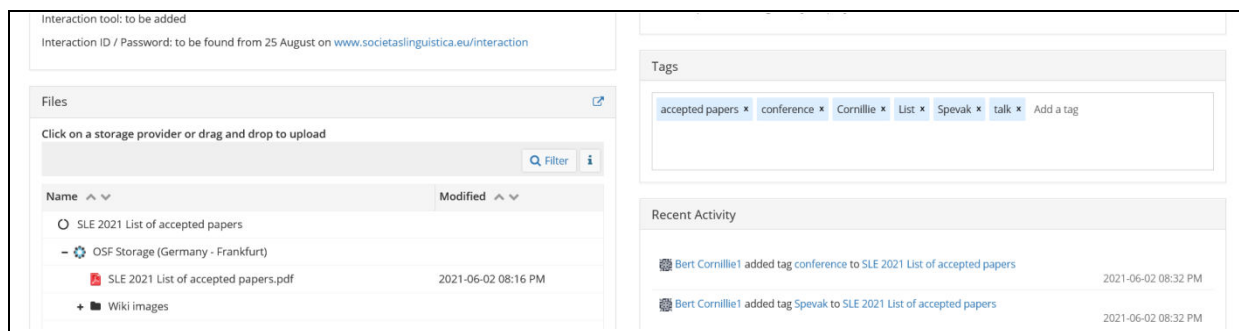 Interaction tool: to be added
Interaction ID / Password: to be found from 25 August on www.societaslinguistica.eu/interaction
Files
Click on a storage provider or drag and drop to upload
Filter i
Name Modified
SLE 2021 List of accepted papers
– OSF Storage (Germany - Frankfurt)
SLE 2021 List of accepted papers.pdf 2021-06-02 08:16 PM
+ Wiki images
Tags
accepted papers x conference x Cornillie x List x Spevak x talk x Add a tag
Recent Activity
Bert Cornillie1 added tag conference to SLE 2021 List of accepted papers
2021-06-02 08:32 PM
Bert Cornillie1 added tag Spevak to SLE 2021 List of accepted papers
2021-06-02 08:32 PM